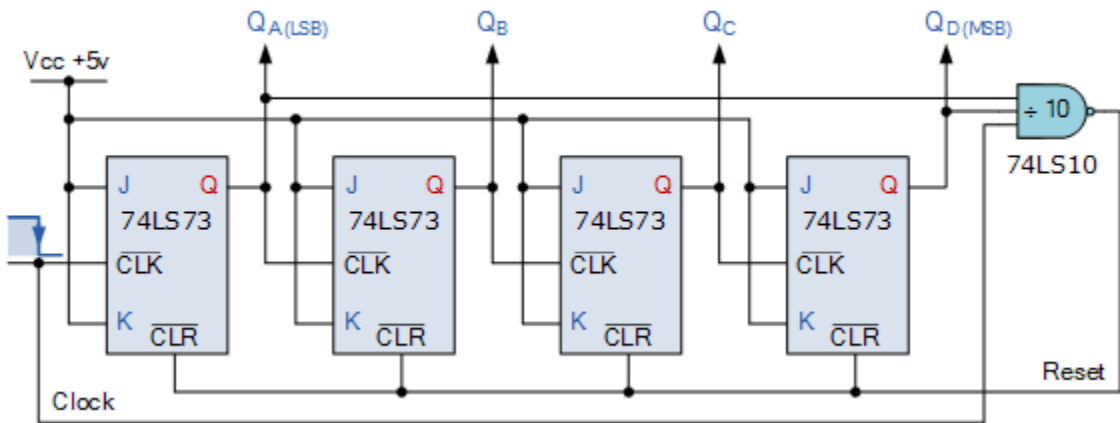 Q_A(LSB) Q_B Q_C Q_D(MSB)
Vcc +5v
÷ 10
74LS10
J Q J Q J Q J Q
74LS73 74LS73 74LS73 74LS73
CLK CLK CLK CLK
K K K K
CLR CLR CLR CLR
Reset
Clock